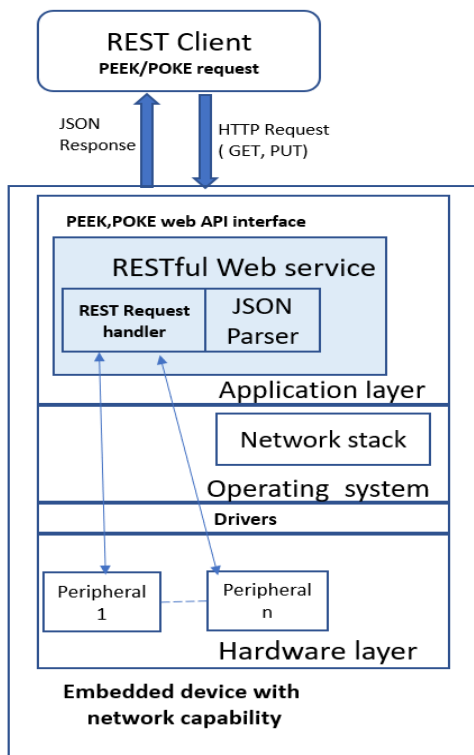 REST Client
PEEK/POKE request
JSON
Response
HTTP Request
( GET, PUT)
PEEK,POKE web API interface
RESTful Web service
REST Request
handler
JSON
Parser
Application layer
Network stack
Operating system
Drivers
Peripheral
1
Peripheral
n
Hardware layer
Embedded device with
network capability